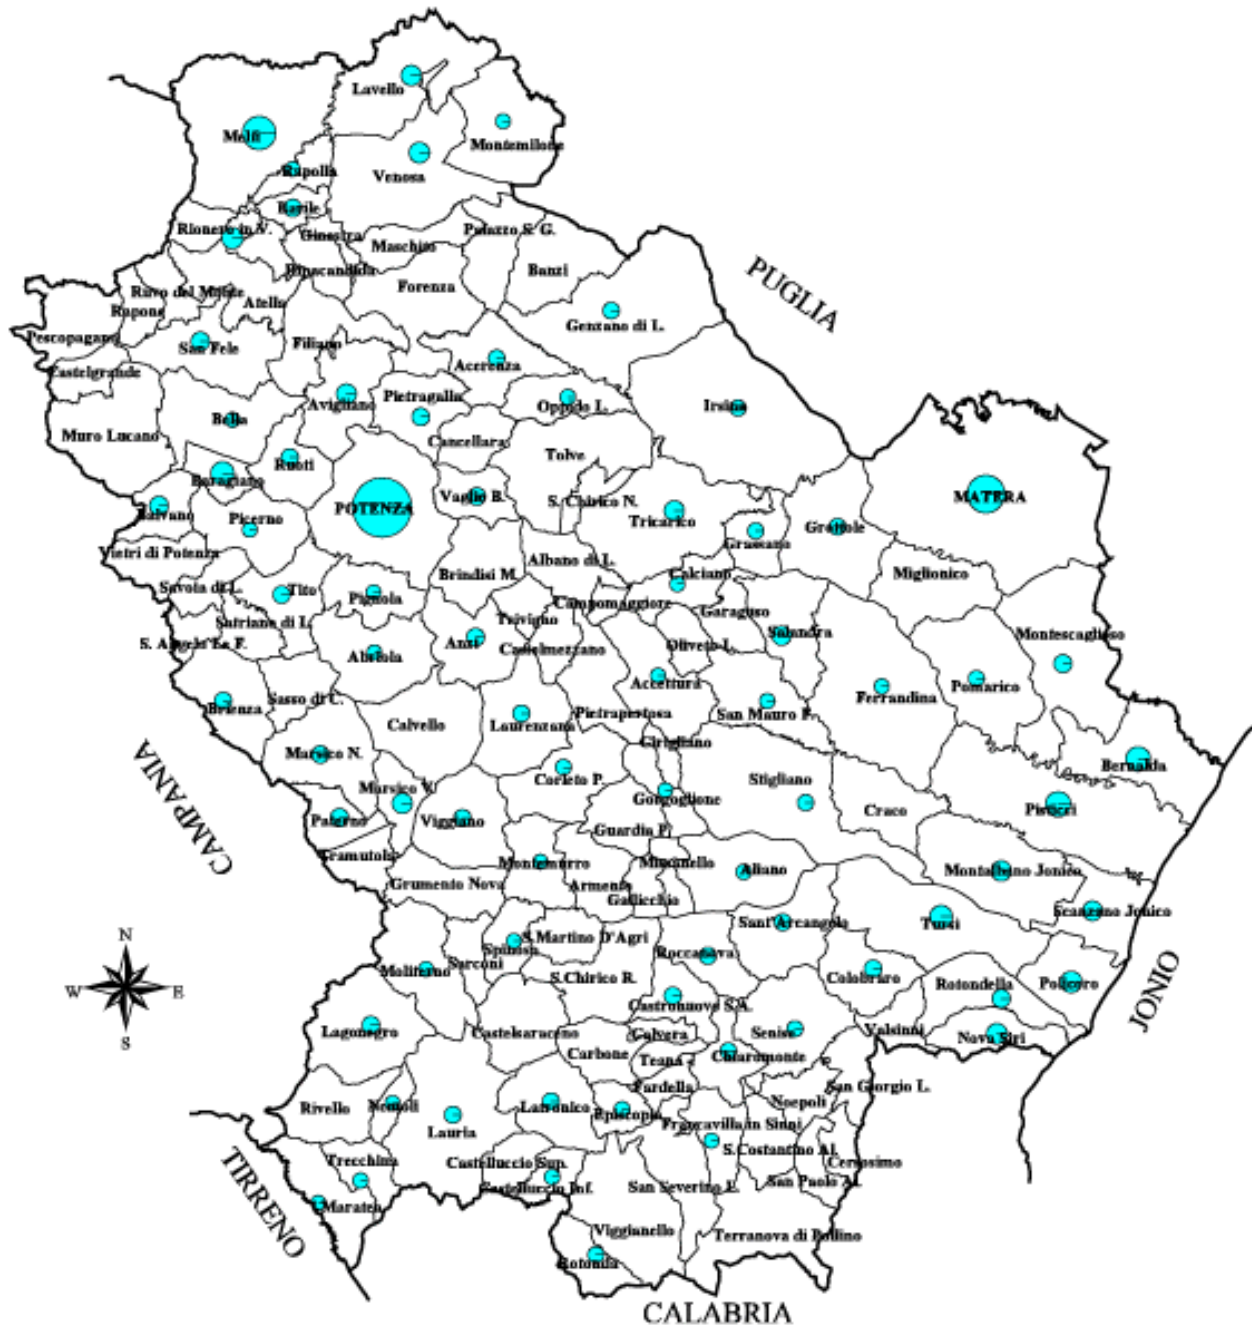 Lavello
Melfi
Montemilone
Rapolla
Venosa
Barile
Rionero in V.
Ginestra
Palazzo S. G.
Maschito
Ripacandida
Banzi
PUGLIA
Ruvo del Monte
Forenza
Atella
Rapone
Genzano di L.
Pescopagano
San Fele
Filiano
Castelgrande
Acerenza
Pietragalla
Avigliano
Oppido L.
Irsina
Bella
Muro Lucano
Cancellara
Tolve
Ruoti
Baragiano
Vaglio B.
S. Chirico N.
MATERA
POTENZA
Balvano
Picerno
Tricarico
Grottole
Grassano
Vietri di Potenza
Albano di L.
Brindisi M.
Calciano
Miglionico
Savoia di L.
Tito
Pignola
Campomaggiore
Garaguso
Satriano di L.
Trivigno
Salandra
Montescaglioso
S. Angelo Le F.
Anzi
Castelmezzano
Oliveto L.
Abriola
Accettura
Pomarico
Ferrandina
Sasso di C.
Brienza
Calvello
Laurenzana
Pietrapertosa
San Mauro F.
Cirigliano
Marsico N.
Bernalda
Corleto P.
Stigliano
Marsico V.
Gorgoglione
CAMPANIA
Craco
Pisticci
Paterno
Viggiano
Guardia P.
Tramutola
Montemurro
Missanello
Aliano
Montalbano Jonico
Grumento Nova
Armento
Gallicchio
Scanzano Jonico
Sant'Arcangelo
Tursi
N
S.Martino D'Agri
Spinoso
Roccanova
Sarconi
Moliterno
S.Chirico R.
Colobraro
Rotondella
Policoro
W
E
Castronuovo S.A.
JONIO
Lagonegro
Castelsaraceno
Calvera
Senise
Valsinni
Nova Siri
S
Carbone
Teana
Chiaromonte
Fardella
San Giorgio L.
Noepoli
Rivello
Nemoli
Latronico
Episcopia
Lauria
Francavilla in Sinni
S.Costantino Al.
Trecchina
Castelluccio Sup.
Cersosimo
TIRRENO
Castelluccio Inf.
San Severino L.
San Paolo Al.
Maratea
Viggianello
Terranova di Pollino
Rotonda
CALABRIA